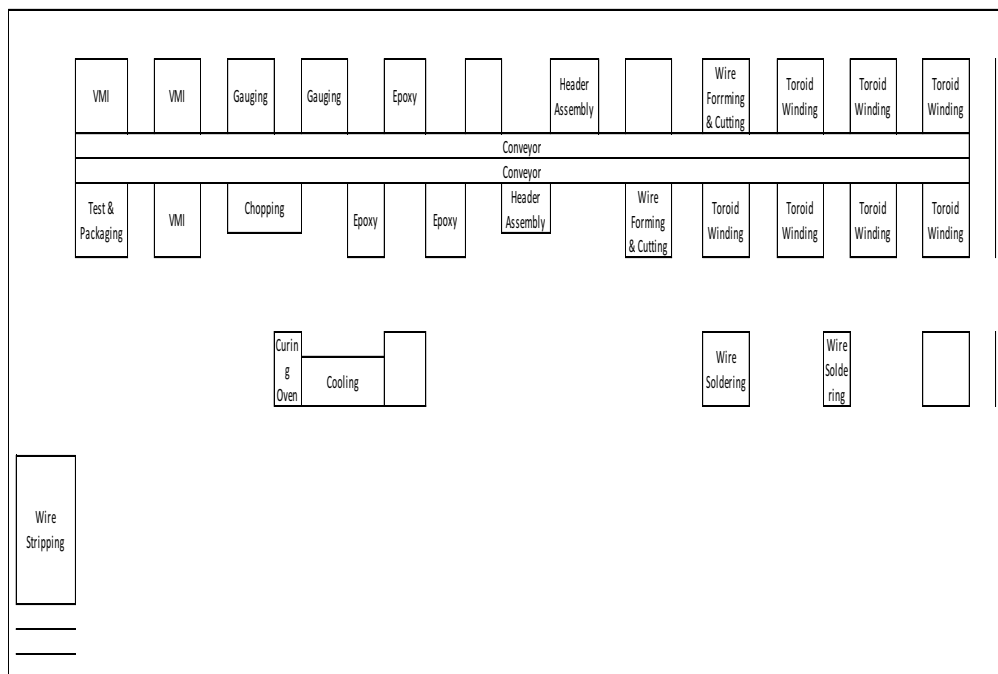 VMI
VMI
Gauging
Gauging
Epoxy
Header
Assembly
Wire
Forrming
& Cutting
Toroid
Winding
Toroid
Winding
Toroid
Winding
Conveyor
Conveyor
Test &
Packaging
VMI
Chopping
Epoxy
Epoxy
Header
Assembly
Wire
Forming
& Cutting
Toroid
Winding
Toroid
Winding
Toroid
Winding
Toroid
Winding
Curin
g
Oven
Cooling
Wire
Soldering
Wire
Solde
ring
Wire
Stripping